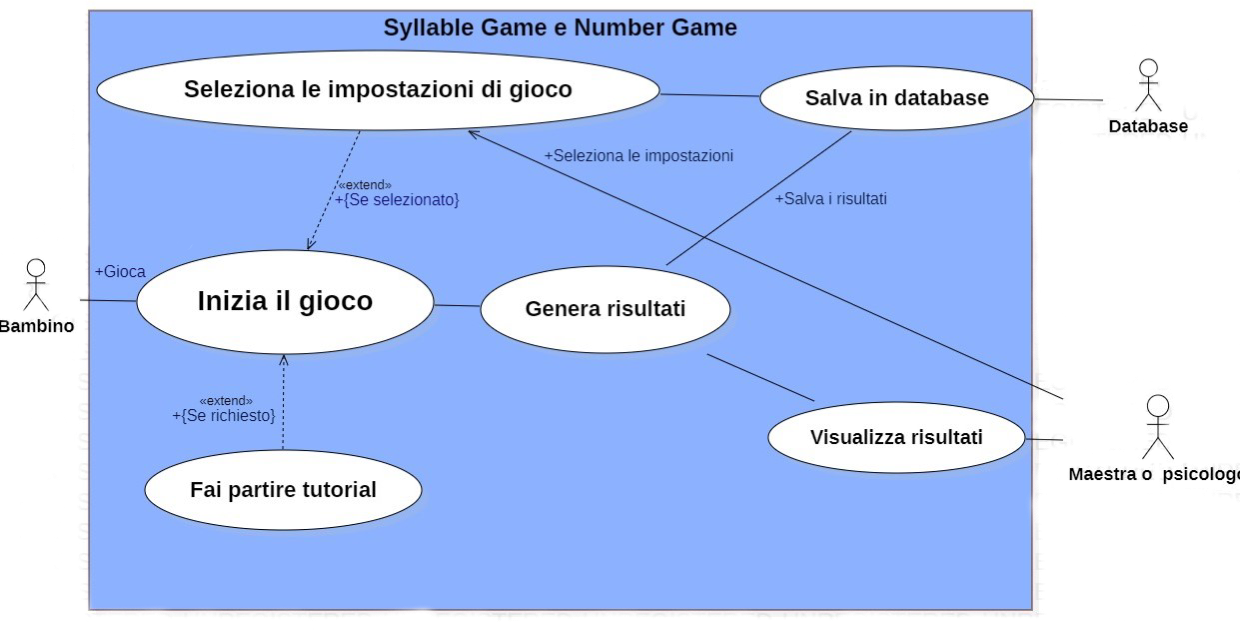 Syllable Game e Number Game
Seleziona le impostazioni di gioco
Salva in database
Database
+Seleziona le impostazioni
«extend»
+{Se selezionato}
+Salva i risultati
+Gioca
Bambino
Inizia il gioco
Genera risultati
«extend»
+{Se richiesto}
Visualizza risultati
Maestra o psicologo
Fai partire tutorial